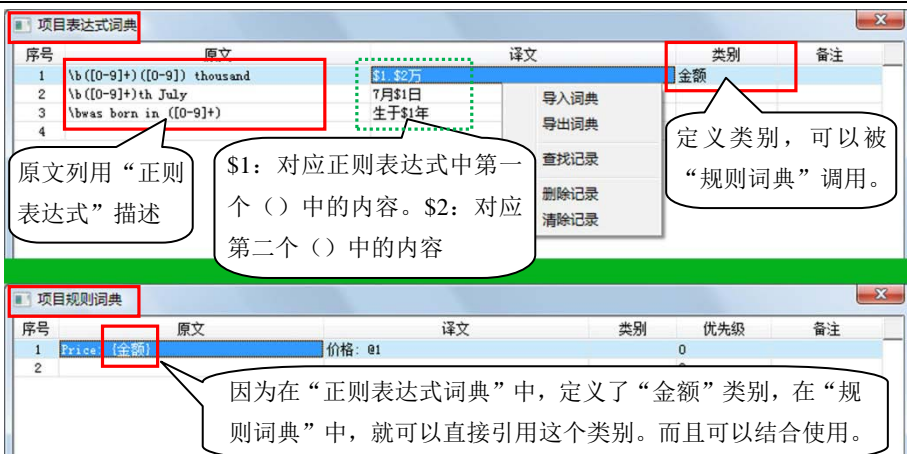 项目表达式词典
序号 原文 译文 类别 备注
1 \b([0-9]+)([0-9]) thousand $1.$2万 金额
2 \b([0-9]+)th July 7月$1日
3 \bwas born in ([0-9]+) 生于$1年
4
导入词典
导出词典
查找记录
删除记录
清除记录
原文列用“正则
表达式”描述
$1：对应正则表达式中第一
个（）中的内容。$2：对应
第二个（）中的内容
定义类别，可以被
“规则词典”调用。
项目规则词典
序号 原文 译文 类别 优先级 备注
1 Price: {金额} 价格: @1 0
2
因为在“正则表达式词典”中，定义了“金额”类别，在“规
则词典”中，就可以直接引用这个类别。而且可以结合使用。